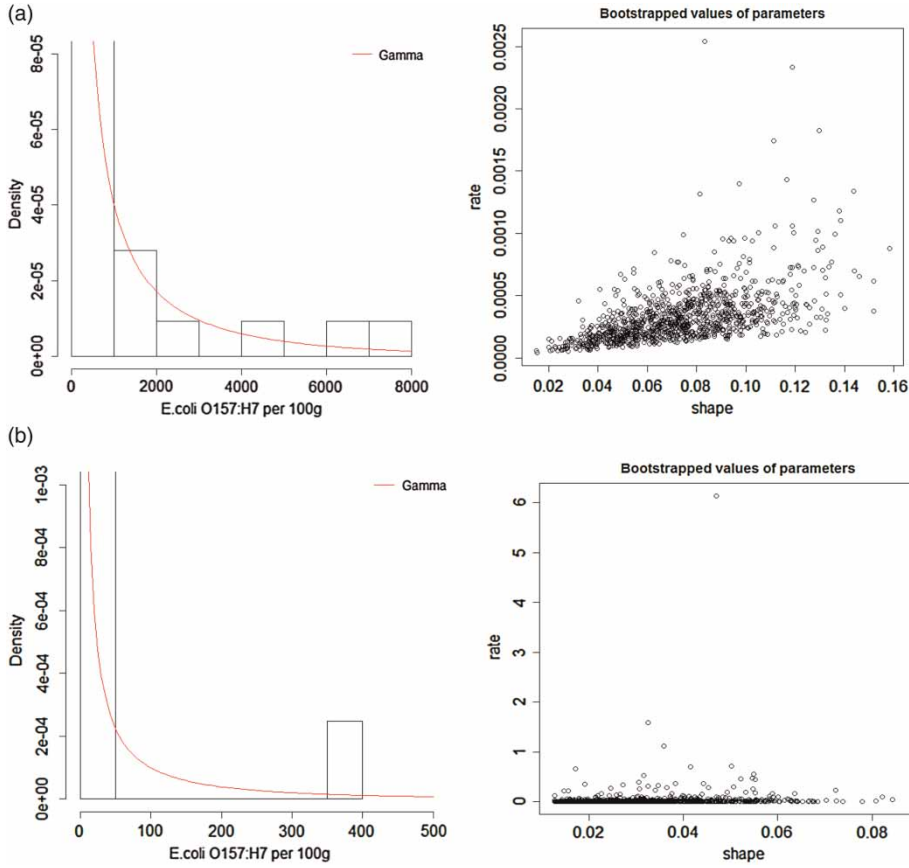 (a)
Gamma
Density
0e+00 2e-05 4e-05 6e-05 8e-05
0 2000 4000 6000 8000
E.coli O157:H7 per 100g
Bootstrapped values of parameters
rate
0.0000 0.0005 0.0010 0.0015 0.0020 0.0025
0.02 0.04 0.06 0.08 0.10 0.12 0.14 0.16
shape
(b)
Gamma
Density
0e+00 2e-04 4e-04 6e-04 8e-04 1e-03
0 100 200 300 400 500
E.coli O157:H7 per 100g
Bootstrapped values of parameters
rate
0 1 2 3 4 5 6
0.02 0.04 0.06 0.08
shape